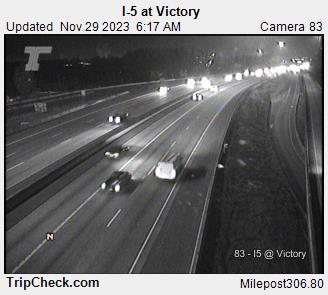 I-5 at Victory
Updated Nov 29 2023 6:17 AM Camera 83
N
83 - I5 @ Victory
TripCheck.com Milepost306.80